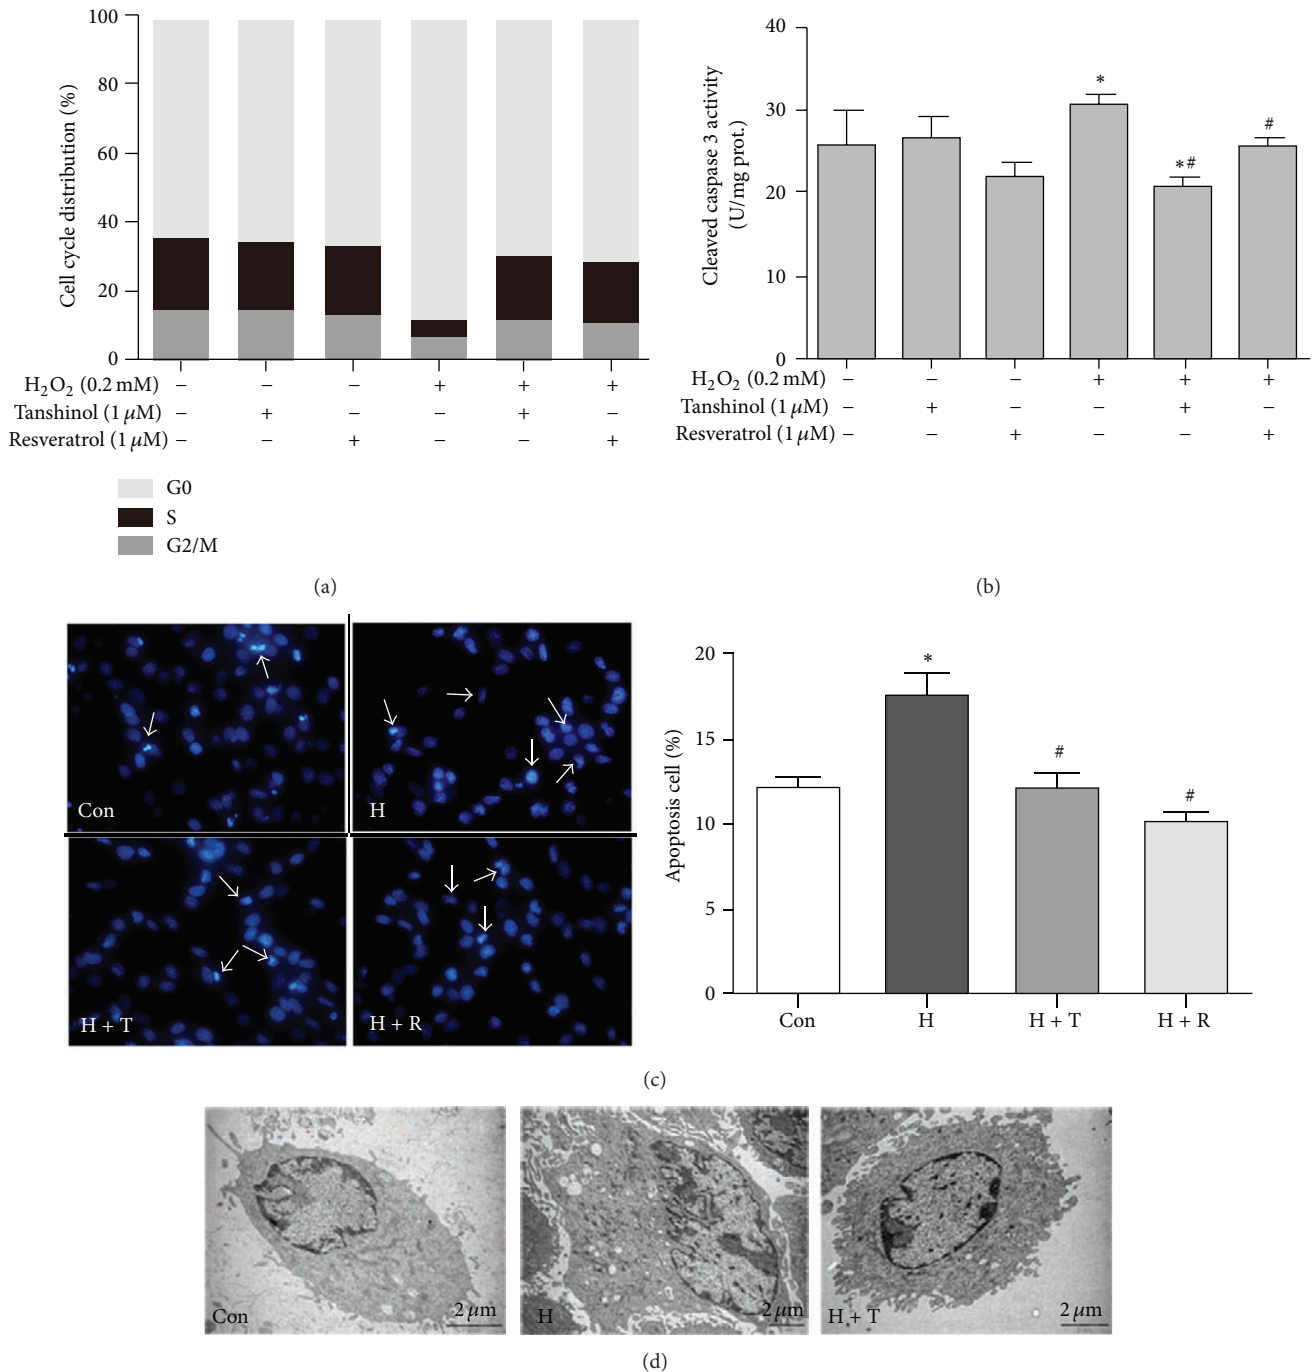 100
80
60
40
20
0
Cell cycle distribution (%)
H₂O₂ (0.2 mM) − − − + + +
Tanshinol (1 μM) − + − − + −
Resveratrol (1 μM) − − + − − +
G0
S
G2/M
(a)
40
30
20
10
0
Cleaved caspase 3 activity
(U/mg prot.)
*
*#
#
H₂O₂ (0.2 mM) − − − + + +
Tanshinol (1 μM) − + − − + −
Resveratrol (1 μM) − − + − − +
(b)
Con
H
H + T
H + R
20
15
10
5
0
Apoptosis cell (%)
*
#
#
Con H H + T H + R
(c)
Con
2 μm
H
2 μm
H + T
2 μm
(d)